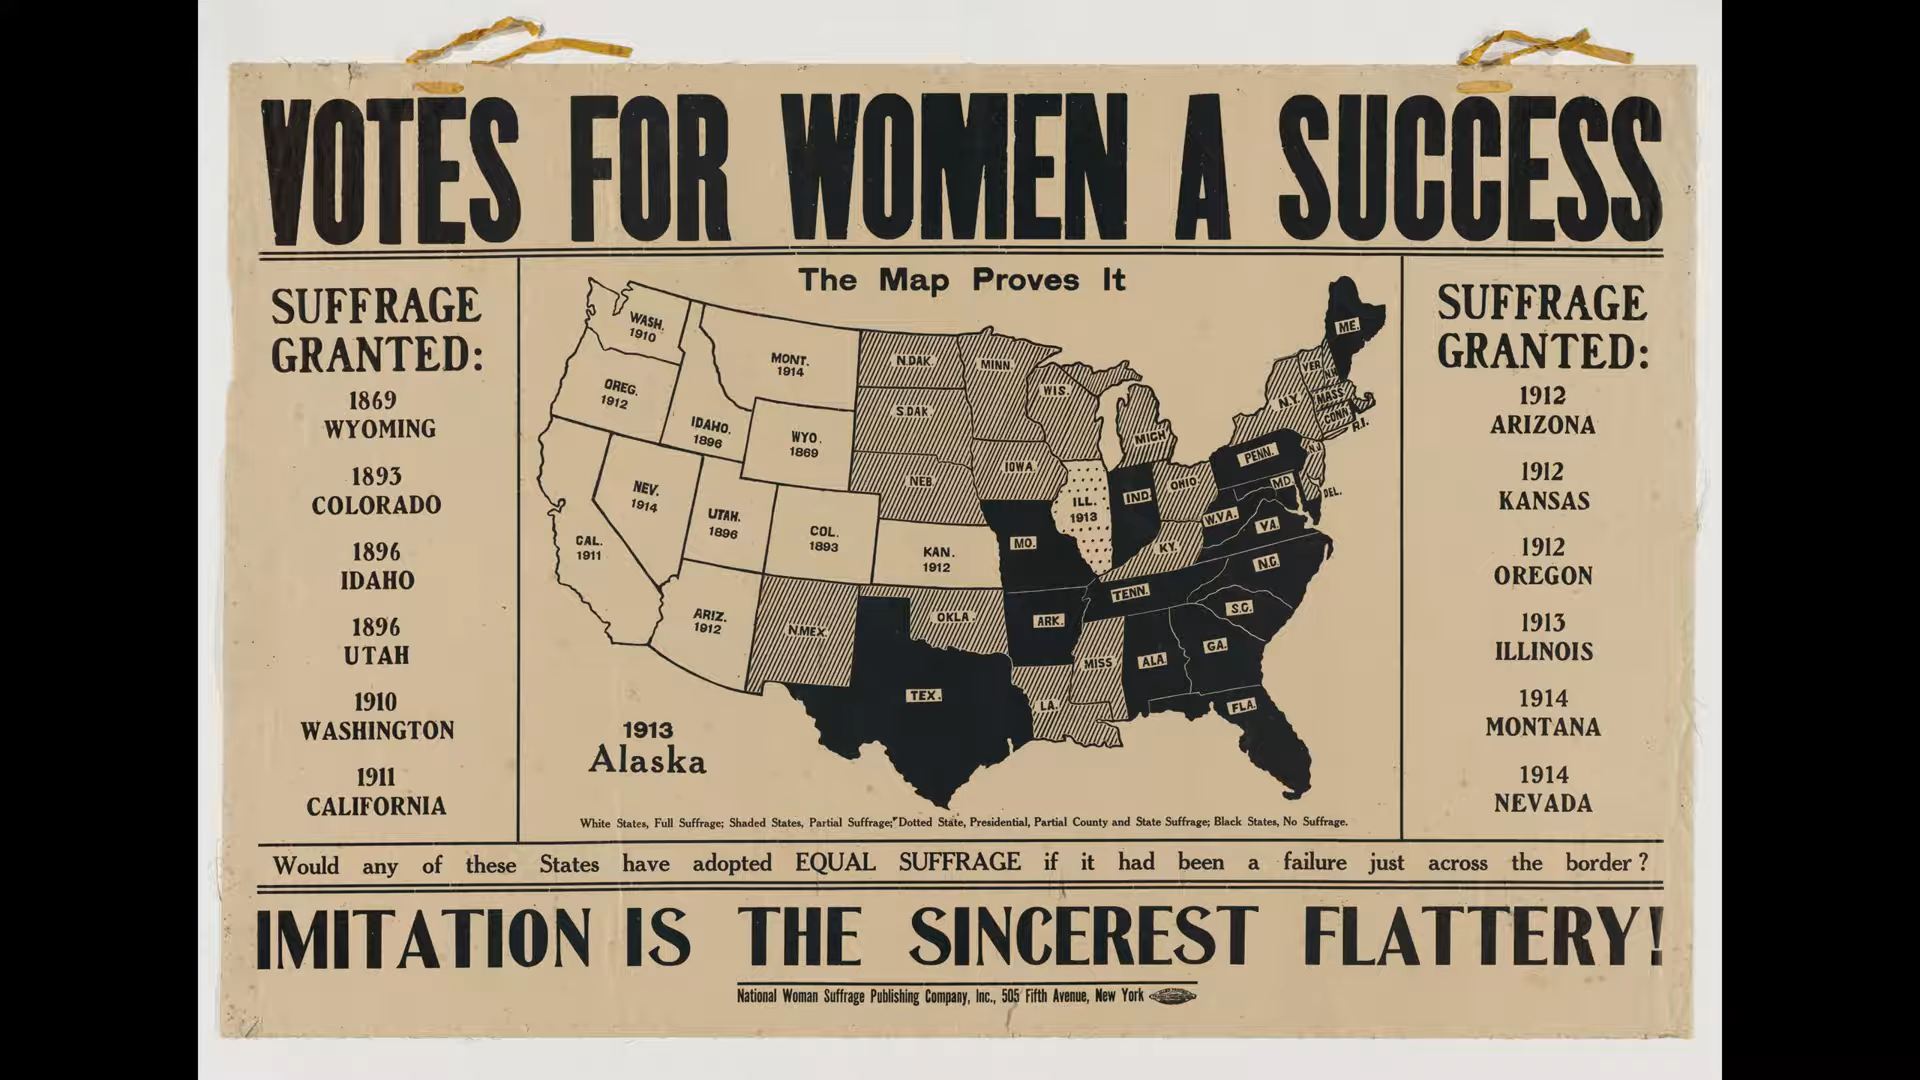 VOTES FOR WOMEN A SUCCESS
SUFFRAGE
GRANTED:
1869
WYOMING
1893
COLORADO
1896
IDAHO
1896
UTAH
1910
WASHINGTON
1911
CALIFORNIA
The Map Proves It
WASH.
1910
OREG.
1912
CAL.
1911
NEV.
1914
IDAHO.
1896
MONT.
1914
WYO.
1869
UTAH.
1896
COL.
1893
ARIZ.
1912
KAN.
1912
N.MEX.
N.DAK.
S.DAK.
NEB.
OKLA.
TEX.
MINN.
IOWA.
MO.
ARK.
LA.
WIS.
ILL.
1913
MICH
IND.
OHIO.
KY.
TENN.
MISS
ALA.
GA.
FLA.
S.C.
N.C.
VA.
W.VA.
MD.
DEL.
PENN.
N.J.
N.Y.
CONN
R.I.
MASS
VER.
N.H.
ME.
1913
Alaska
White States, Full Suffrage; Shaded States, Partial Suffrage; Dotted State, Presidential, Partial County and State Suffrage; Black States, No Suffrage.
SUFFRAGE
GRANTED:
1912
ARIZONA
1912
KANSAS
1912
OREGON
1913
ILLINOIS
1914
MONTANA
1914
NEVADA
Would any of these States have adopted EQUAL SUFFRAGE if it had been a failure just across the border?
IMITATION IS THE SINCEREST FLATTERY!
National Woman Suffrage Publishing Company, Inc., 505 Fifth Avenue, New York